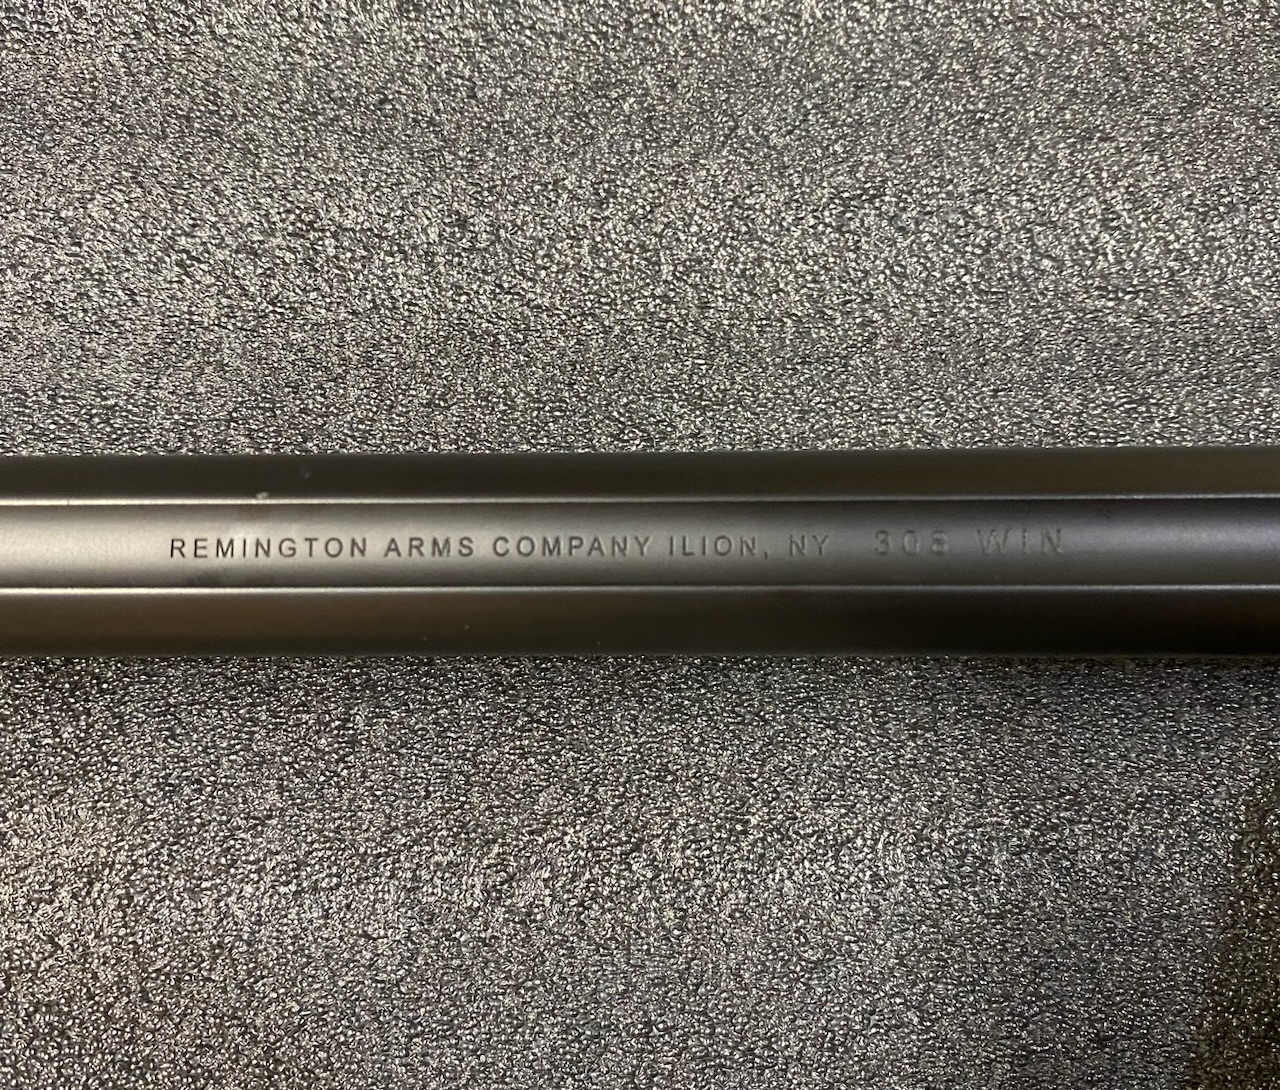 REMINGTON ARMS COMPANY ILION, NY 308 WIN